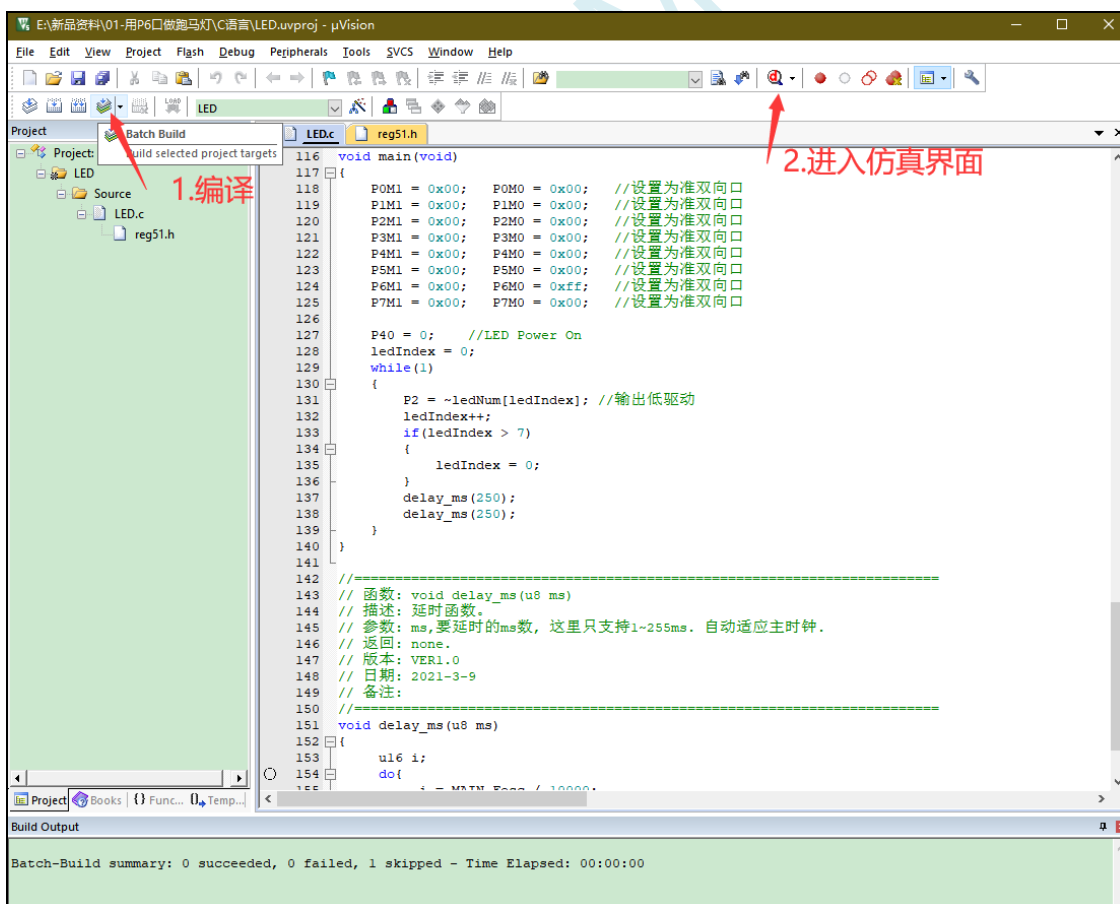 E:\新品资料\01-用P6口做跑马灯\C语言\LED.uvproj - µVision
File Edit View Project Flash Debug Peripherals Tools SVCS Window Help
LOAD
LED
Project
LED.c reg51.h
Batch Build
Build selected project targets
Project:
LED
Source
LED.c
reg51.h
1.编译
2.进入仿真界面
116 void main(void)
117 {
118 P0M1 = 0x00; P0M0 = 0x00; //设置为准双向口
119 P1M1 = 0x00; P1M0 = 0x00; //设置为准双向口
120 P2M1 = 0x00; P2M0 = 0x00; //设置为准双向口
121 P3M1 = 0x00; P3M0 = 0x00; //设置为准双向口
122 P4M1 = 0x00; P4M0 = 0x00; //设置为准双向口
123 P5M1 = 0x00; P5M0 = 0x00; //设置为准双向口
124 P6M1 = 0x00; P6M0 = 0xff; //设置为准双向口
125 P7M1 = 0x00; P7M0 = 0x00; //设置为准双向口
126
127 P40 = 0; //LED Power On
128 ledIndex = 0;
129 while(1)
130 {
131 P2 = ~ledNum[ledIndex]; //输出低驱动
132 ledIndex++;
133 if(ledIndex > 7)
134 {
135 ledIndex = 0;
136 }
137 delay_ms(250);
138 delay_ms(250);
139 }
140 }
141
142 //========================================================================
143 // 函数: void delay_ms(u8 ms)
144 // 描述: 延时函数。
145 // 参数: ms,要延时的ms数, 这里只支持1~255ms. 自动适应主时钟.
146 // 返回: none.
147 // 版本: VER1.0
148 // 日期: 2021-3-9
149 // 备注:
150 //========================================================================
151 void delay_ms(u8 ms)
152 {
153 u16 i;
154 do{
Project Books {} Func... Temp...
Build Output
Batch-Build summary: 0 succeeded, 0 failed, 1 skipped - Time Elapsed: 00:00:00